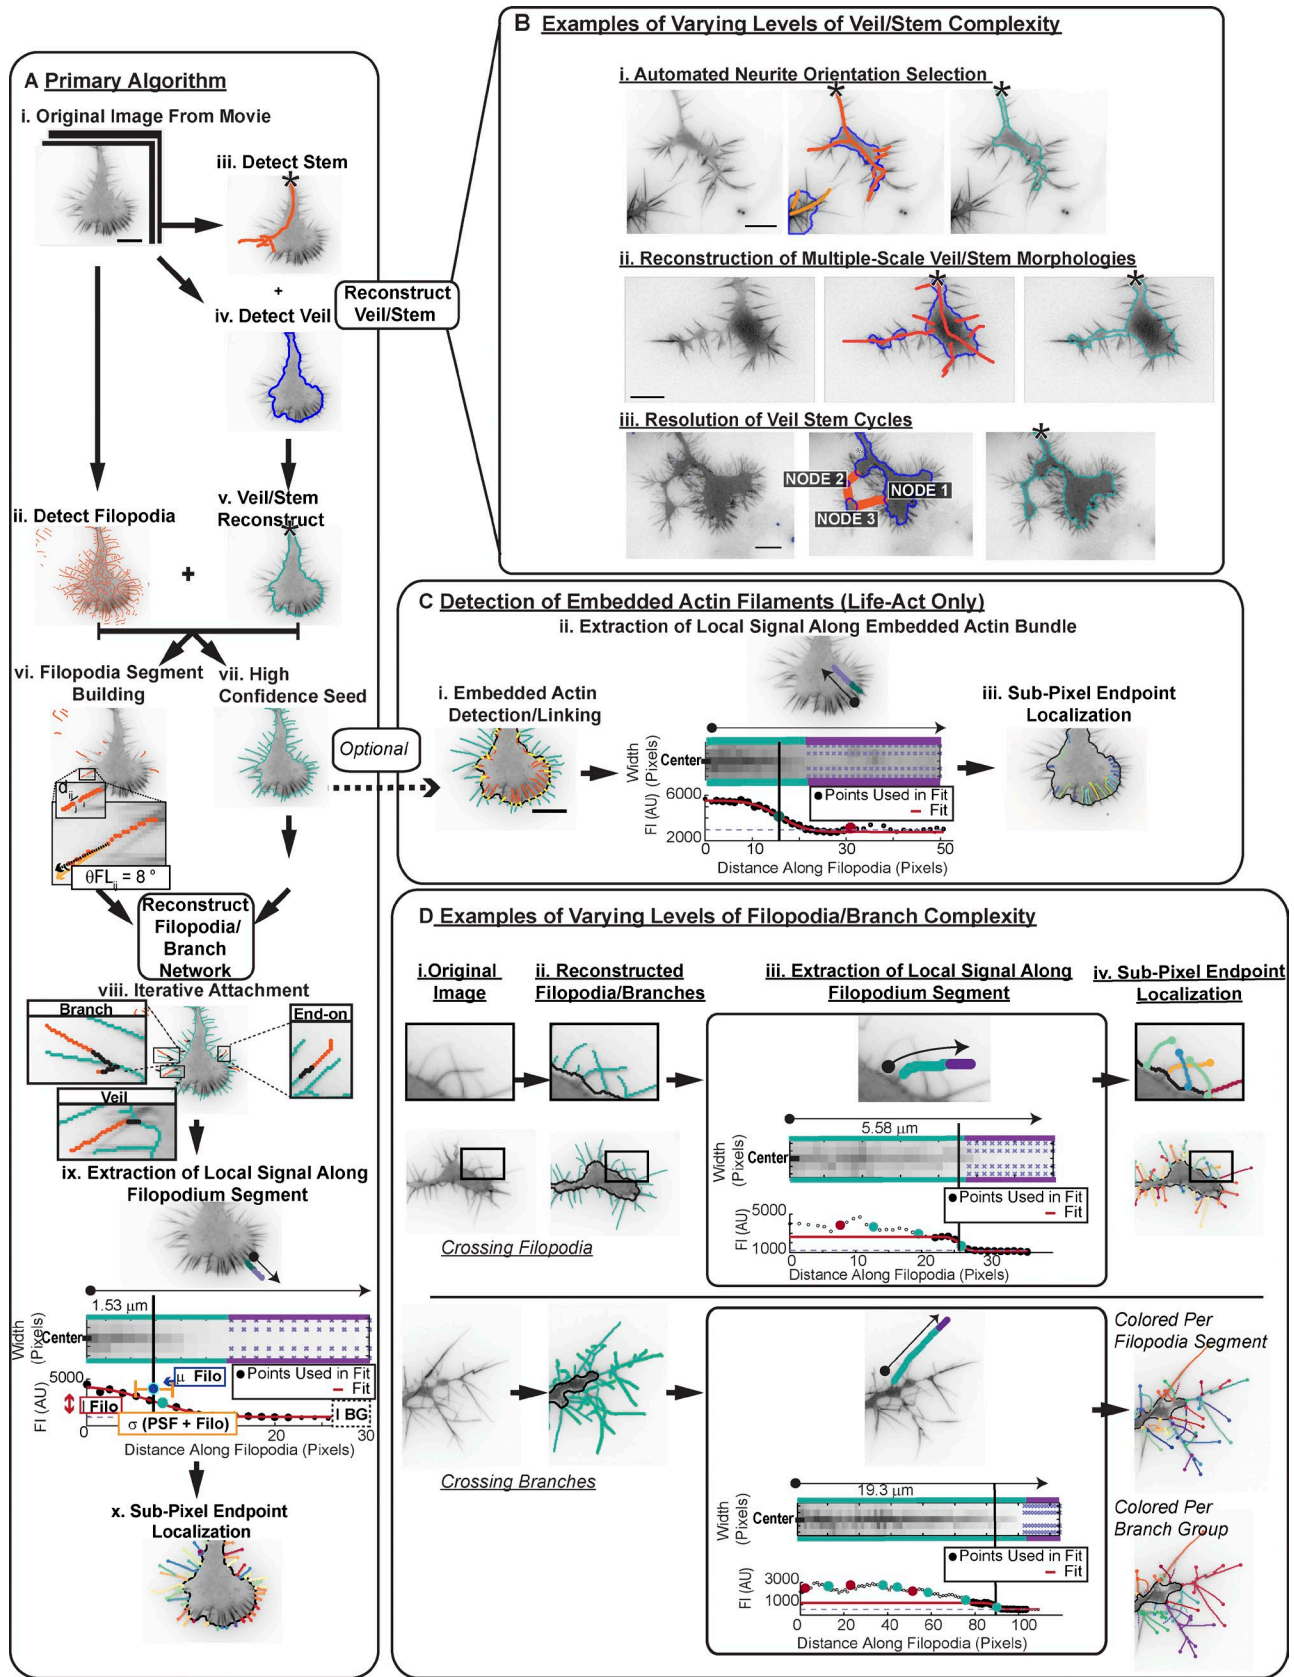 A Primary Algorithm
i. Original Image From Movie
iii. Detect Stem
*
+
iv. Detect Veil
Reconstruct
Veil/Stem
v. Veil/Stem
Reconstruct
*
ii. Detect Filopodia
+
vi. Filopodia Segment
Building
vii. High
Confidence Seed
d ij
j
i
θFL ij = 8 °
Reconstruct
Filopodia/
Branch
Network
viii. Iterative Attachment
Branch
End-on
Veil
ix. Extraction of Local Signal Along
Filopodium Segment
1.53 μm
Width
(Pixels)
Center
5000
FI (AU)
0
μ Filo
Points Used in Fit
Fit
I Filo
σ (PSF + Filo)
I BG
0
20
30
Distance Along Filopodia (Pixels)
x. Sub-Pixel Endpoint
Localization
B Examples of Varying Levels of Veil/Stem Complexity
i. Automated Neurite Orientation Selection
* * 
ii. Reconstruction of Multiple-Scale Veil/Stem Morphologies
* *
iii. Resolution of Veil Stem Cycles
* *
NODE 2
NODE 1
NODE 3
Optional
C Detection of Embedded Actin Filaments (Life-Act Only)
ii. Extraction of Local Signal Along Embedded Actin Bundle
i. Embedded Actin
Detection/Linking
iii. Sub-Pixel Endpoint
Localization
Width
(Pixels)
Center
6000
FI (AU)
2000
Points Used in Fit
Fit
0 10 30 50
Distance Along Filopodia (Pixels)
D Examples of Varying Levels of Filopodia/Branch Complexity
i.Original
Image
ii. Reconstructed
Filopodia/Branches
iii. Extraction of Local Signal Along
Filopodium Segment
iv. Sub-Pixel Endpoint
Localization
5.58 μm
Width
(Pixels)
Center
Points Used in Fit
Fit
5000
FI (AU)
1000
0 10 20 30
Distance Along Filopodia (Pixels)
Crossing Filopodia
Colored Per
Filopodia Segment
19.3 μm
Width
(Pixels)
Center
Points Used in Fit
Fit
3000
FI (AU)
1000
0 20 40 60 80 100
Distance Along Filopodia (Pixels)
Crossing Branches
Colored Per
Branch Group